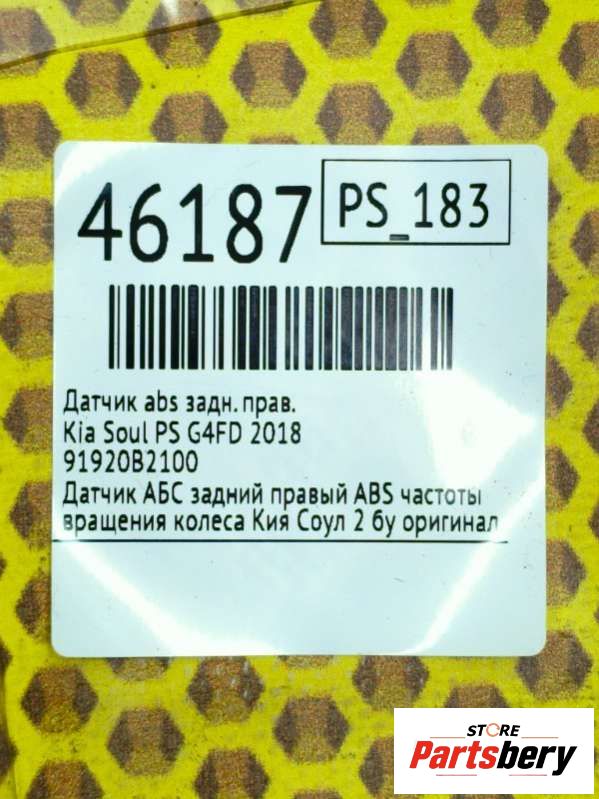 46187
PS_183
Датчик abs задн. прав.
Kia Soul PS G4FD 2018
91920B2100
Датчик АБС задний правый ABS частоты
вращения колеса Кия Соул 2 бу оригинал
STORE
Partsbery